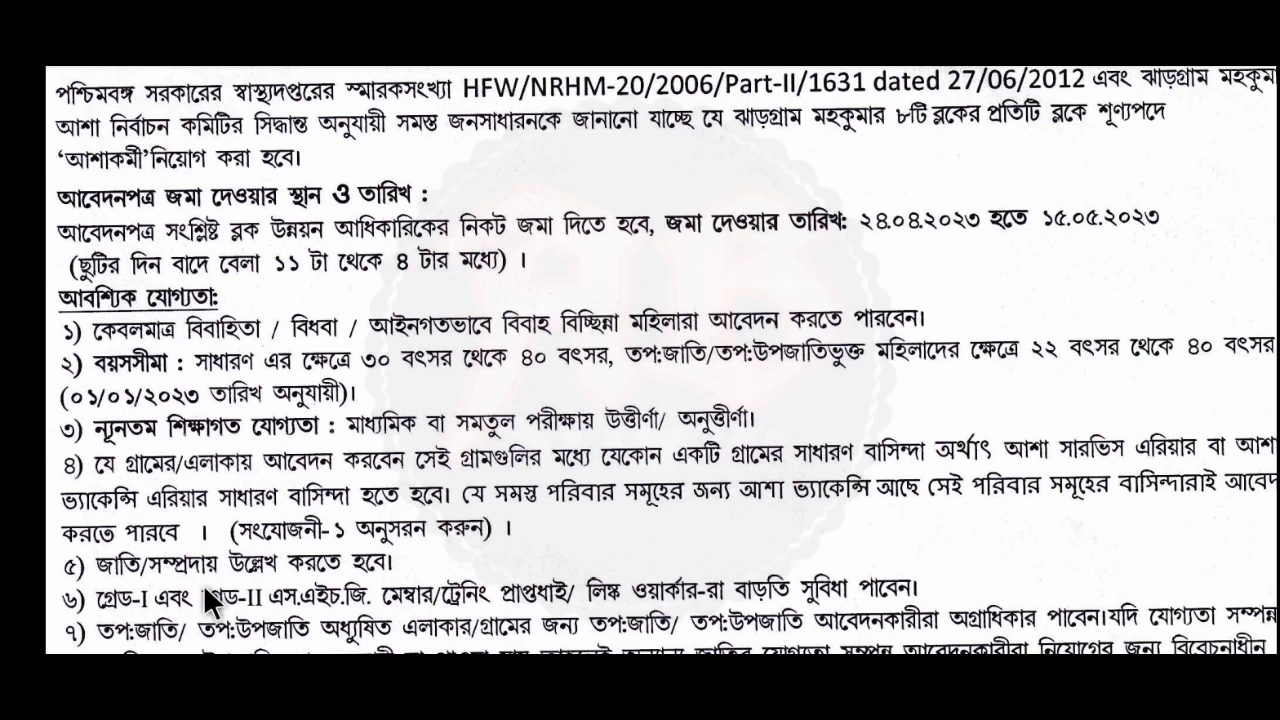 পশ্চিমবঙ্গ সরকারের স্বাস্থ্যদপ্তরের স্মারকসংখ্যা HFW/NRHM-20/2006/Part-II/1631 dated 27/06/2012 এবং ঝাড়গ্রাম
আশা নির্বাচন কমিটির সিদ্ধান্ত অনুযায়ী সমস্ত জনসাধারনকে জানানো যাচ্ছে যে ঝাড়গ্রাম মহকুমার ৮টি ব্লকের প্রতিটি ব্লকে শূণ্যপদে
‘আশাকর্মী’নিয়োগ করা হবে।
আবেদনপত্র জমা দেওয়ার স্থান ও তারিখ :
আবেদনপত্র সংশ্লিষ্ট ব্লক উন্নয়ন আধিকারিকের নিকট জমা দিতে হবে, জমা দেওয়ার তারিখ: ২৪.০৪.২০২৩ হতে ১৫.০৫.২০২৩
(ছুটির দিন বাদে বেলা ১১ টা থেকে ৪ টার মধ্যে) ।
আবশ্যিক যোগ্যতা:
১) কেবলমাত্র বিবাহিতা / বিধবা / আইনগতভাবে বিবাহ বিচ্ছিন্না মহিলারা আবেদন করতে পারবেন।
২) বয়সসীমা : সাধারণ এর ক্ষেত্রে ৩০ বৎসর থেকে ৪০ বৎসর, তপ:জাতি/তপ:উপজাতিভুক্ত মহিলাদের ক্ষেত্রে ২২ বৎসর থেকে ৪০ বৎসর
(০১/০১/২০২৩ তারিখ অনুযায়ী)।
৩) ন্যূনতম শিক্ষাগত যোগ্যতা : মাধ্যমিক বা সমতুল পরীক্ষায় উত্তীর্ণা/ অনুত্তীর্ণা।
৪) যে গ্রামের/এলাকায় আবেদন করবেন সেই গ্রামগুলির মধ্যে যেকোন একটি গ্রামের সাধারণ বাসিন্দা অর্থাৎ আশা সারভিস এরিয়ার বা আশা
ভ্যাকেন্সি এরিয়ার সাধারণ বাসিন্দা হতে হবে। যে সমস্ত পরিবার সমূহের জন্য আশা ভ্যাকেন্সি আছে সেই পরিবার সমূহের বাসিন্দারাই
করতে পারবে । (সংযোজনী-১ অনুসরন করুন) ।
৫) জাতি/সম্প্রদায় উল্লেখ করতে হবে।
৬) গ্রেড-I এবং গ্রেড-II এস.এইচ.জি. মেম্বার/ট্রেনিং প্রাপ্তধাই/ লিঙ্ক ওয়ার্কার-রা বাড়তি সুবিধা পাবেন।
৭) তপ:জাতি/ তপ:উপজাতি অধ্যুষিত এলাকার/গ্রামের জন্য তপ:জাতি/ তপ:উপজাতি আবেদনকারীরা অগ্রাধিকার পাবেন।যদি যোগ্যতা সম্পন্ন
জাতির যোগ্যতা সম্পন্ন আবেদনকারীরা নিয়োগের জন্য বিবেচনাধীন